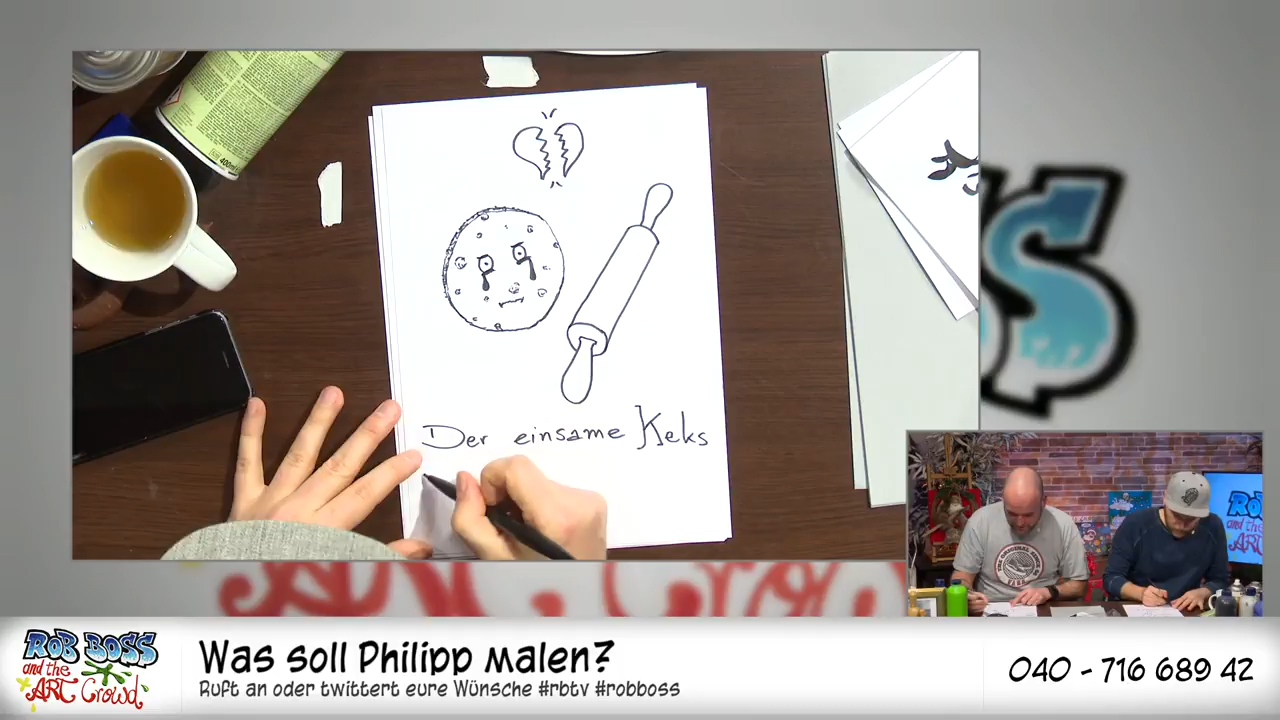 400ml
Der einsame Keks
ROB BOSS
and the
ART Crowd
Was soll Philipp malen?
Ruft an oder twittert eure Wünsche #rbtv #robboss
040 - 716 689 42